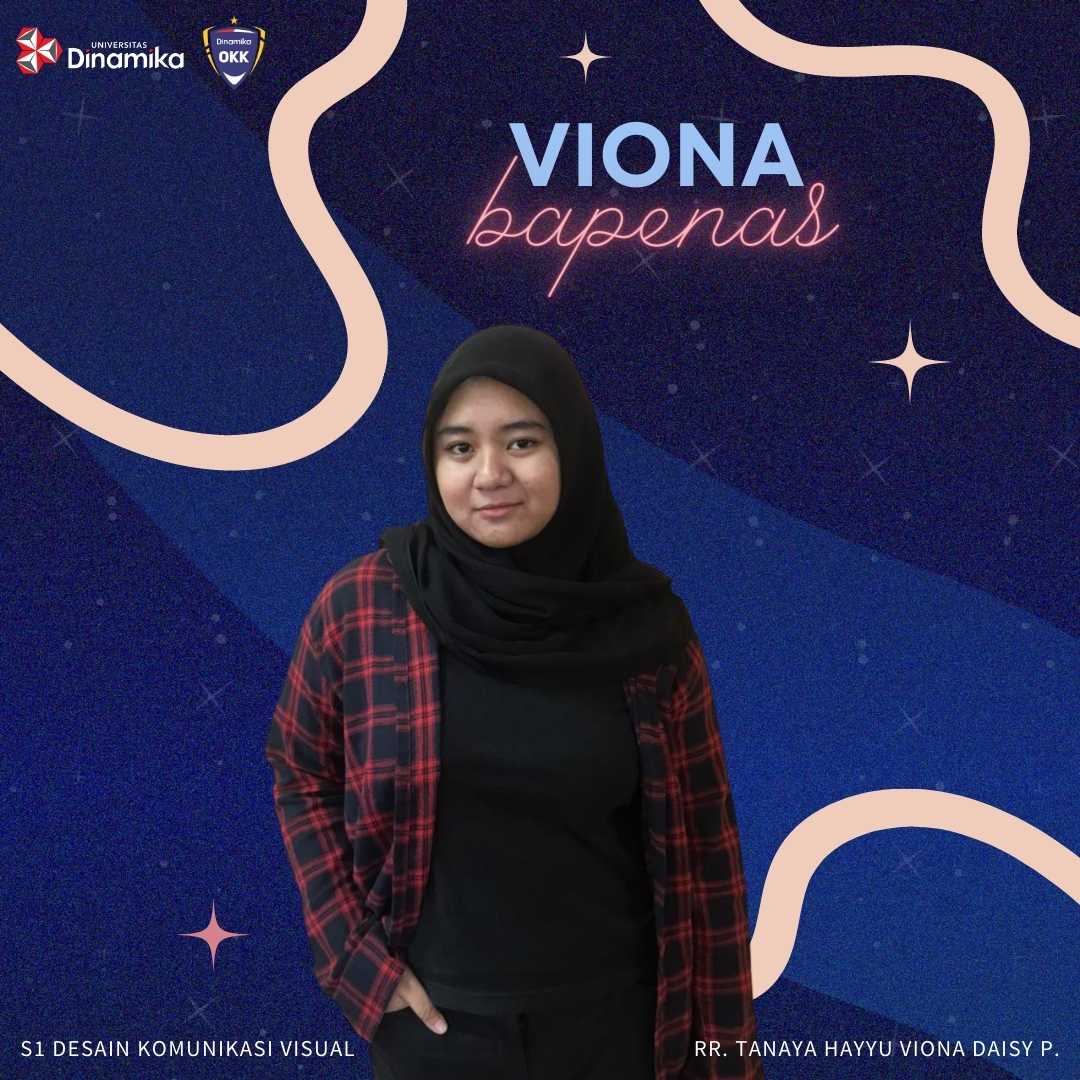 UNIVERSITAS
Dinamika
Dinamika
OKK
VIONA
bapenas
S1 DESAIN KOMUNIKASI VISUAL
RR. TANAYA HAYYU VIONA DAISY P.